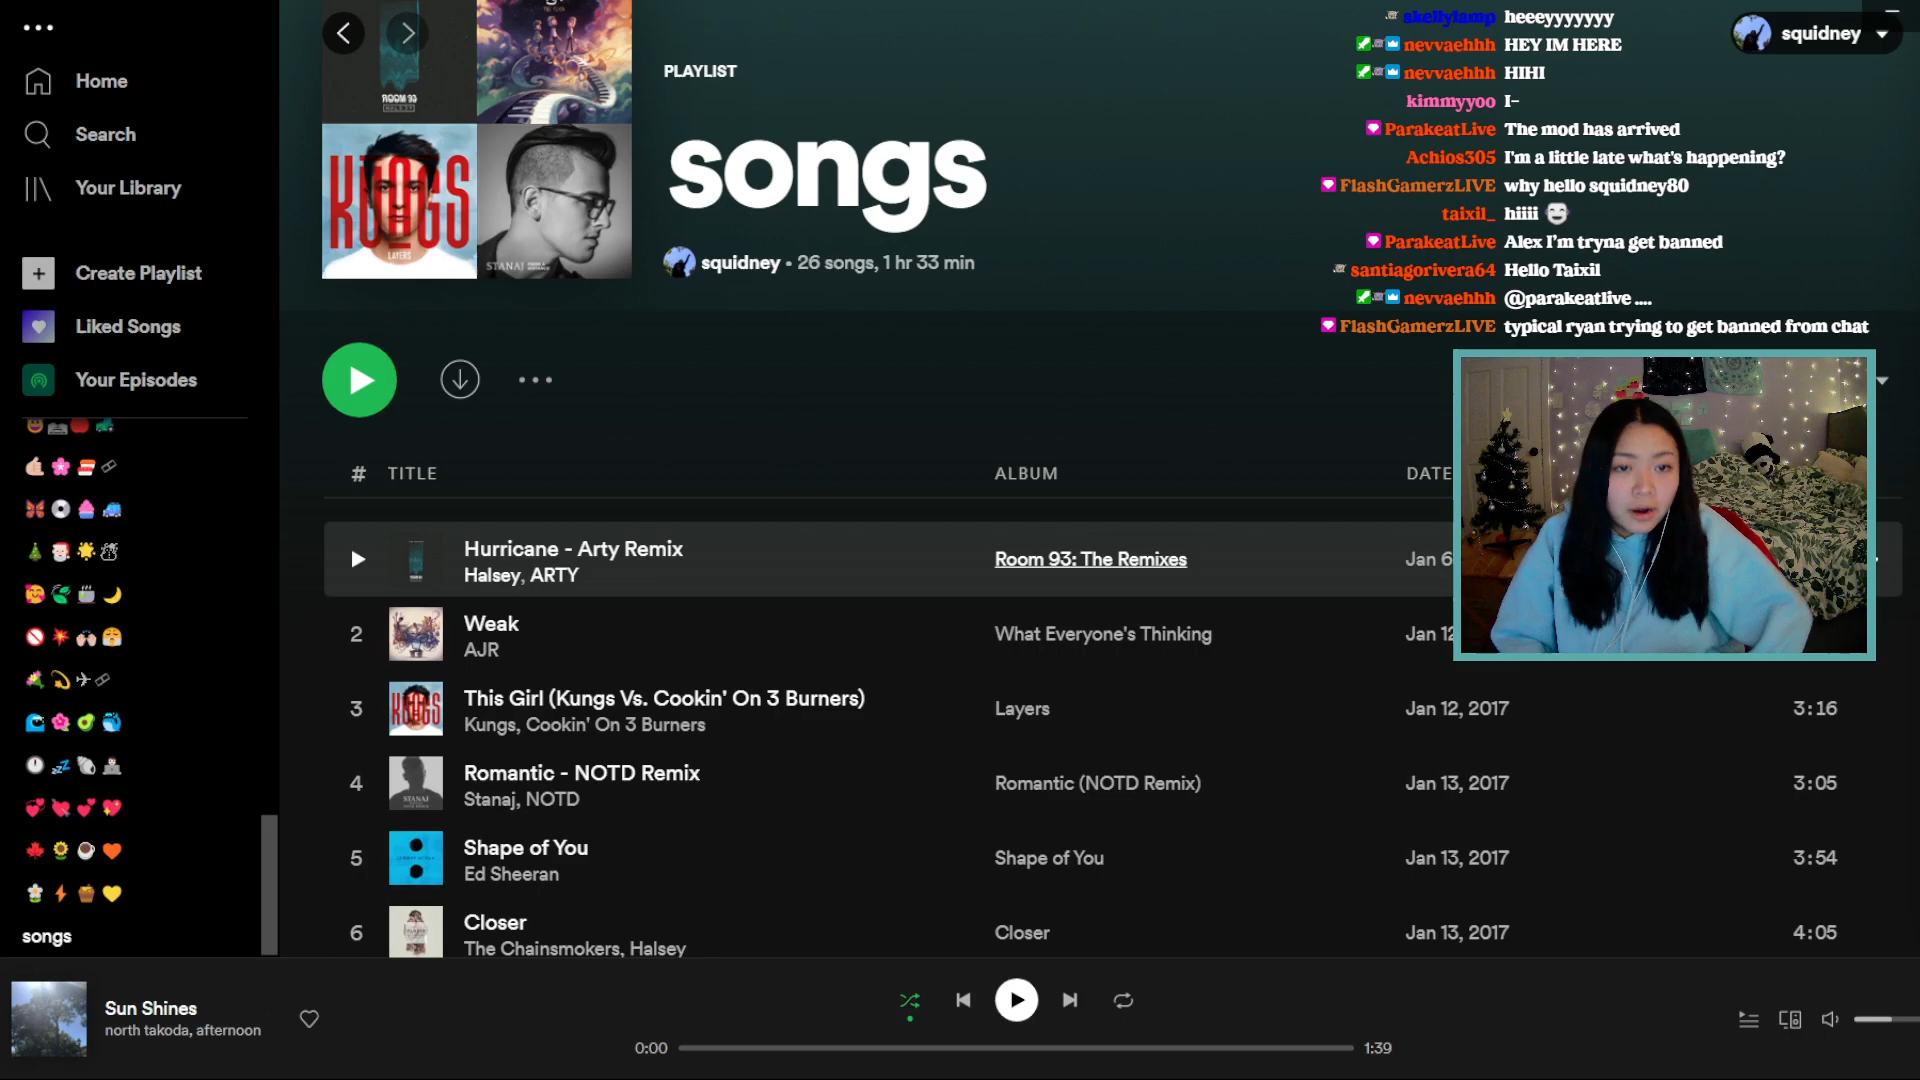 Home
Search
Your Library
Create Playlist
Liked Songs
Your Episodes
songs
ROOM 93
KUNGS
LAYERS
STANAJ
PLAYLIST
songs
squidney • 26 songs, 1 hr 33 min
skellylamp heeeyyyyyyy
nevvaehhh HEY IM HERE
nevvaehhh HIHI
kimmyyoo I-
ParakeatLive The mod has arrived
Achios305 I'm a little late what's happening?
FlashGamerzLIVE why hello squidney80
taixil_ hiiii
ParakeatLive Alex I'm tryna get banned
santiagorivera64 Hello Taixil
nevvaehhh @parakeatlive ....
FlashGamerzLIVE typical ryan trying to get banned from chat
squidney
# TITLE ALBUM DATE
Hurricane - Arty Remix
Halsey, ARTY
Room 93: The Remixes
Jan 6
2 Weak
AJR
What Everyone's Thinking
Jan 12
3 KUNGS This Girl (Kungs Vs. Cookin' On 3 Burners)
Kungs, Cookin' On 3 Burners
Layers
Jan 12, 2017
3:16
4 STANAJ Romantic - NOTD Remix
Stanaj, NOTD
Romantic (NOTD Remix)
Jan 13, 2017
3:05
5 Shape of You
Ed Sheeran
Shape of You
Jan 13, 2017
3:54
6 Closer
The Chainsmokers, Halsey
Closer
Jan 13, 2017
4:05
Sun Shines
north takoda, afternoon
0:00
1:39